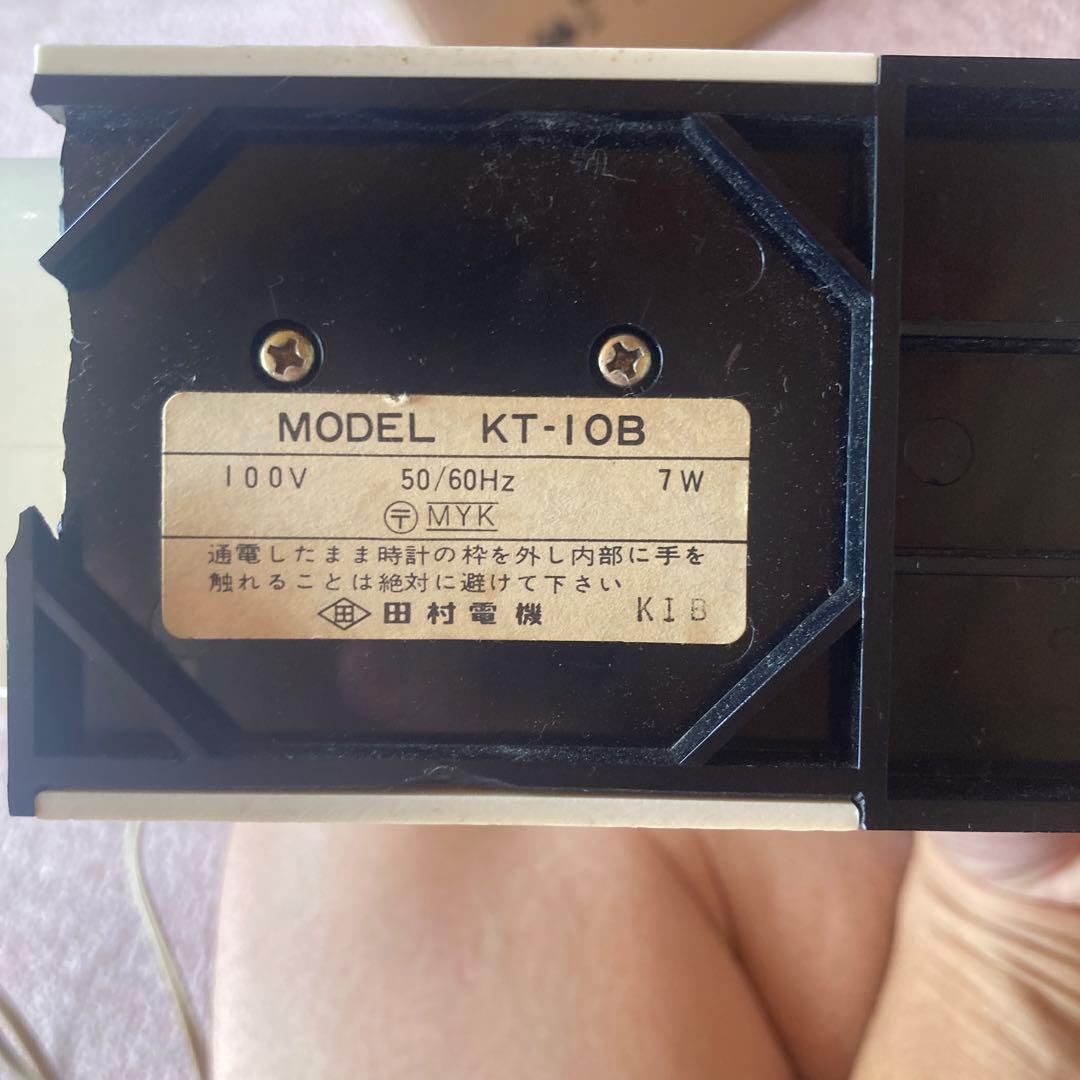 MODEL KT-10B
100V 50/60Hz 7W
〒 MYK
通電したまま時計の枠を外し内部に手を
触れることは絶対に避けて下さい
田 田村電機 KIB